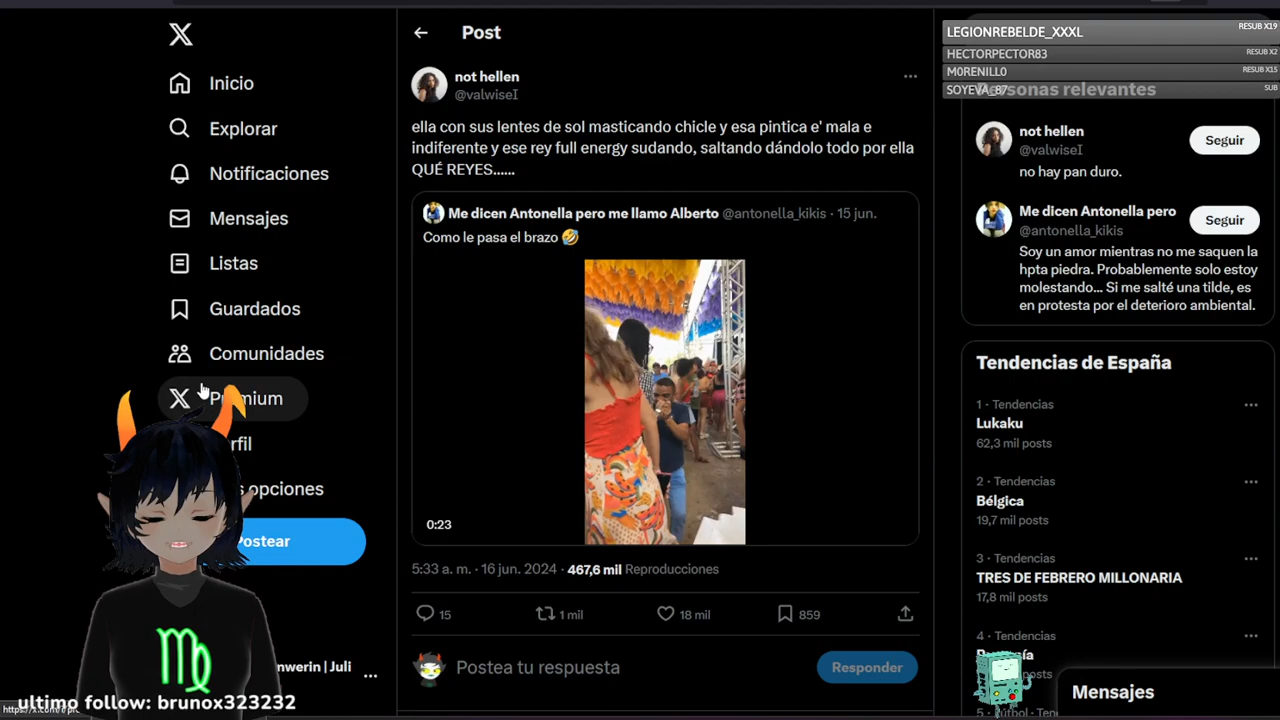 Inicio
Explorar
Notificaciones
Mensajes
Listas
Guardados
Comunidades
Premium
opciones
Postear
nwerin | Juli
ultimo follow: brunox323232
Post
not hellen
@valwiseI
ella con sus lentes de sol masticando chicle y esa pintica e' mala e
indiferente y ese rey full energy sudando, saltando dándolo todo por ella
QUÉ REYES......
Me dicen Antonella pero me llamo Alberto @antonella_kikis · 15 jun.
Como le pasa el brazo 🤣
0:23
5:33 a. m. · 16 jun. 2024 · 467,6 mil Reproducciones
15
1 mil
18 mil
859
Postea tu respuesta
Responder
LEGIONREBELDE_XXXL RESUB X19
HECTORPECTOR83 RESUB X2
M0RENILL0 RESUB X15
SOYEVA_87 SUB
Personas relevantes
not hellen
@valwiseI
Seguir
no hay pan duro.
Me dicen Antonella pero
@antonella_kikis
Seguir
Soy un amor mientras no me saquen la
hpta piedra. Probablemente solo estoy
molestando... Si me salté una tilde, es
en protesta por el deterioro ambiental.
Tendencias de España
1 · Tendencias
Lukaku
62,3 mil posts
2 · Tendencias
Bélgica
19,7 mil posts
3 · Tendencias
TRES DE FEBRERO MILLONARIA
17,8 mil posts
4 · Tendencias
posts
Mensajes